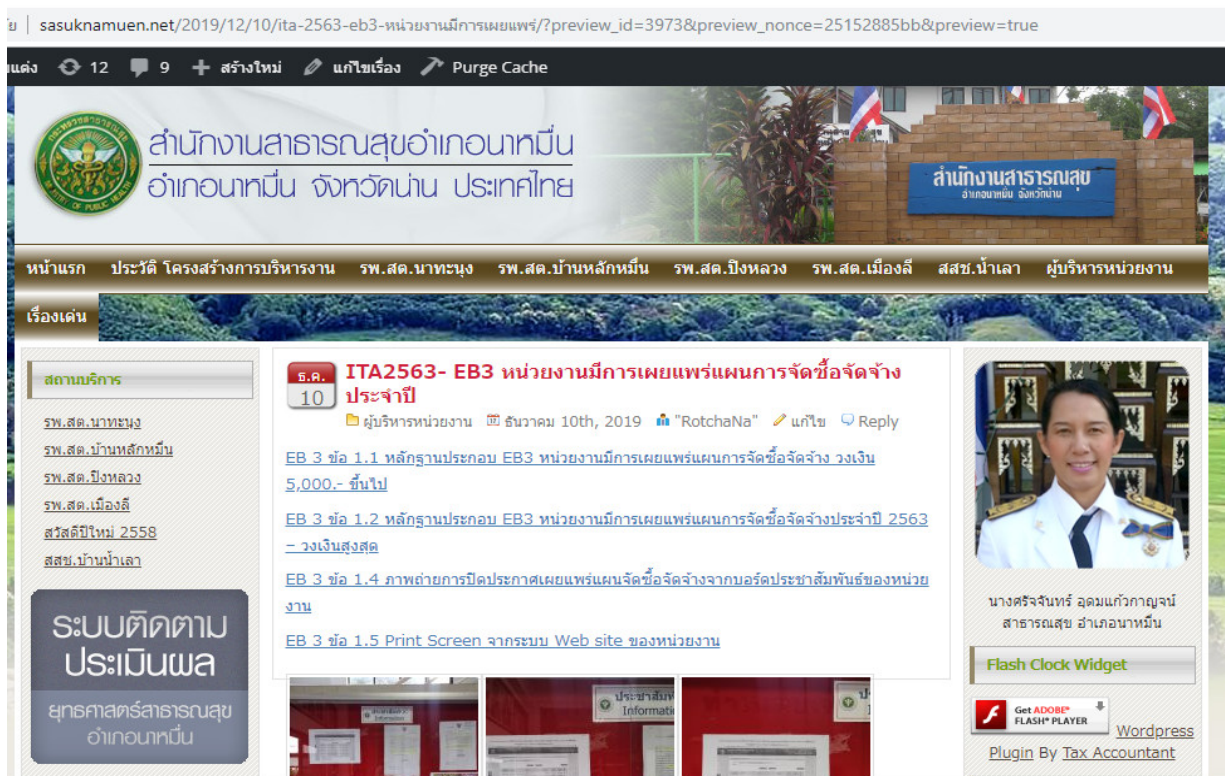 sasuknamuen.net/2019/12/10/ita-2563-eb3-หน่วยงานมีการเผยแพร่/?preview_id=3973&preview_nonce=25152885bb&preview=true
12 9 + สร้างใหม่ แก้ไขเรื่อง Purge Cache
สำนักงานสาธารณสุขอำเภอนาหมื่น
อำเภอนาหมื่น จังหวัดน่าน ประเทศไทย
สำนักงานสาธารณสุข
อำเภอนาหมื่น จังหวัดน่าน
หน้าแรก ประวัติ โครงสร้างการบริหารงาน รพ.สต.นาทะนุง รพ.สต.บ้านหลักหมื่น รพ.สต.ปิงหลวง รพ.สต.เมืองลี สสช.น้ำเลา ผู้บริหารหน่วยงาน
เรื่องเด่น
สถานบริการ
รพ.สต.นาทะนุง
รพ.สต.บ้านหลักหมื่น
รพ.สต.ปิงหลวง
รพ.สต.เมืองลี
สวัสดีปีใหม่ 2558
สสช.บ้านน้ำเลา
ระบบติดตาม
ประเมินผล
ยุทธศาสตร์สาธารณสุข
อำเภอนาหมื่น
ธ.ค.
10
ITA2563- EB3 หน่วยงานมีการเผยแพร่แผนการจัดซื้อจัดจ้าง
ประจำปี
ผู้บริหารหน่วยงาน ธันวาคม 10th, 2019 "RotchaNa" แก้ไข Reply
EB 3 ข้อ 1.1 หลักฐานประกอบ EB3 หน่วยงานมีการเผยแพร่แผนการจัดซื้อจัดจ้าง วงเงิน
5,000.- ขึ้นไป
EB 3 ข้อ 1.2 หลักฐานประกอบ EB3 หน่วยงานมีการเผยแพร่แผนการจัดซื้อจัดจ้างประจำปี 2563
– วงเงินสูงสุด
EB 3 ข้อ 1.4 ภาพถ่ายการปิดประกาศเผยแพร่แผนจัดซื้อจัดจ้างจากบอร์ดประชาสัมพันธ์ของหน่วย
งาน
EB 3 ข้อ 1.5 Print Screen จากระบบ Web site ของหน่วยงาน
นางศรีจันทร์ อุดมแก้วกาญจน์
สาธารณสุข อำเภอนาหมื่น
Flash Clock Widget
Get ADOBE®
FLASH® PLAYER
Wordpress
Plugin By Tax Accountant